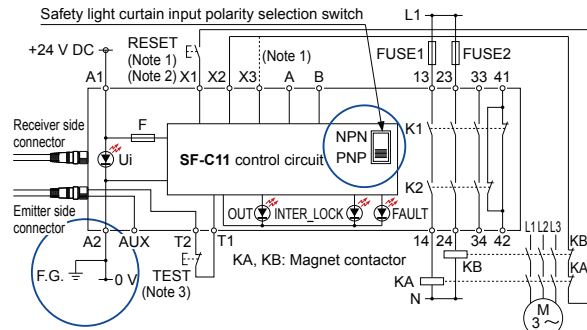 Safety light curtain input polarity selection switch
L1
+24 V DC
RESET
(Note 1)
(Note 2)
(Note 1)
FUSE1
FUSE2
A1
X1
X2
X3
A
B
13
23
33
41
Receiver side
connector
F
Ui
SF-C11 control circuit
NPN
PNP
K1
K2
Emitter side
connector
OUT
INTER_LOCK
FAULT
A2
AUX
T2
T1
14
24
34
42
L1 L2 L3
F.G.
0 V
TEST
(Note 3)
KA, KB: Magnet contactor
KB
KA
N
KB
KA
M
3 ~